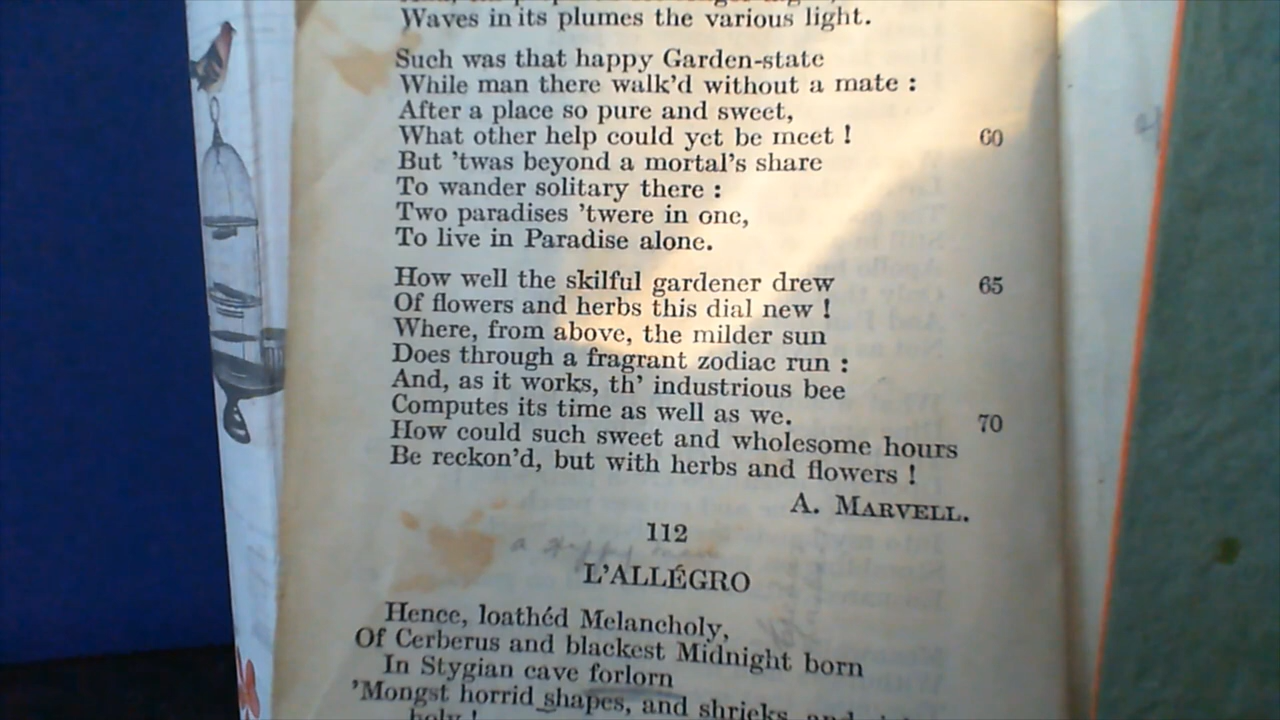 Waves in its plumes the various light.
Such was that happy Garden-state
While man there walk'd without a mate :
After a place so pure and sweet,
What other help could yet be meet ! 60
But 'twas beyond a mortal's share
To wander solitary there :
Two paradises 'twere in one,
To live in Paradise alone.
How well the skilful gardener drew 65
Of flowers and herbs this dial new !
Where, from above, the milder sun
Does through a fragrant zodiac run :
And, as it works, th' industrious bee
Computes its time as well as we. 70
How could such sweet and wholesome hours
Be reckon'd, but with herbs and flowers !
A. MARVELL.
112
a Happy man
L'ALLÉGRO
Hence, loathéd Melancholy,
Of Cerberus and blackest Midnight born
In Stygian cave forlorn
'Mongst horrid shapes, and shrieks, and
holy !